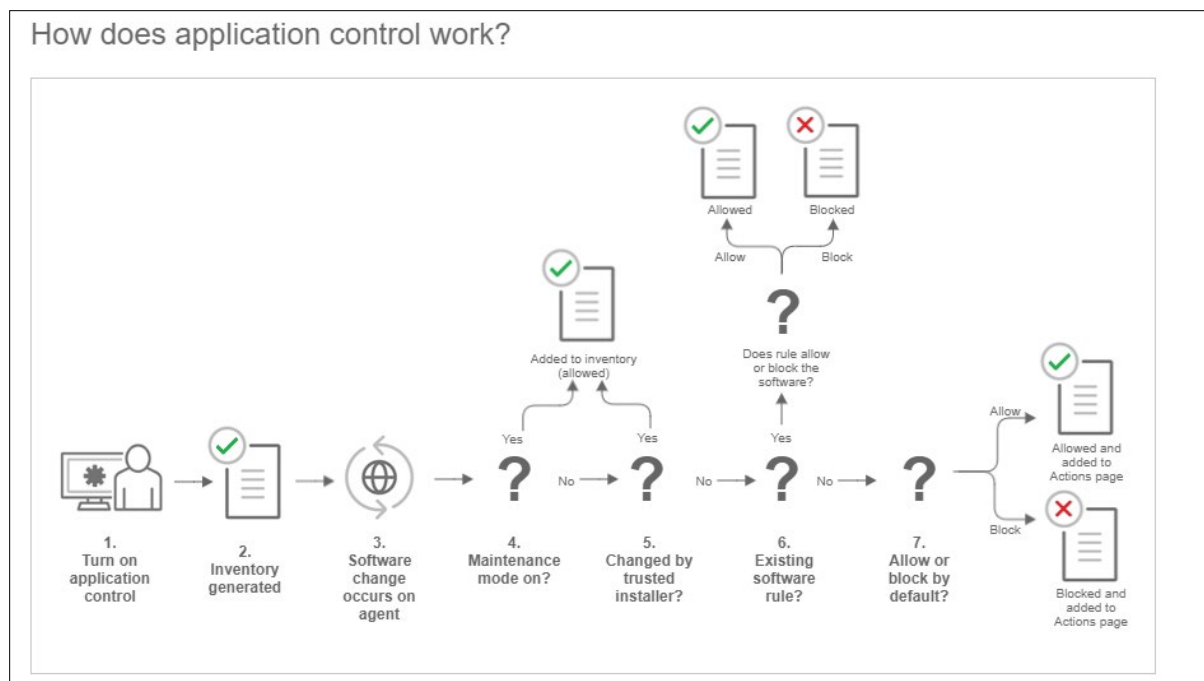 How does application control work?
Allowed
Blocked
Allow
Block
?
Does rule allow
or block the
software?
Added to inventory
(allowed)
Yes
Yes
Yes
?
No
?
No
?
No
?
Allow
Allowed and
added to
Actions page
Block
Blocked and
added to
Actions page
1.
Turn on
application
control
2.
Inventory
generated
3.
Software
change
occurs on
agent
4.
Maintenance
mode on?
5.
Changed by
trusted
installer?
6.
Existing
software
rule?
7.
Allow or
block by
default?